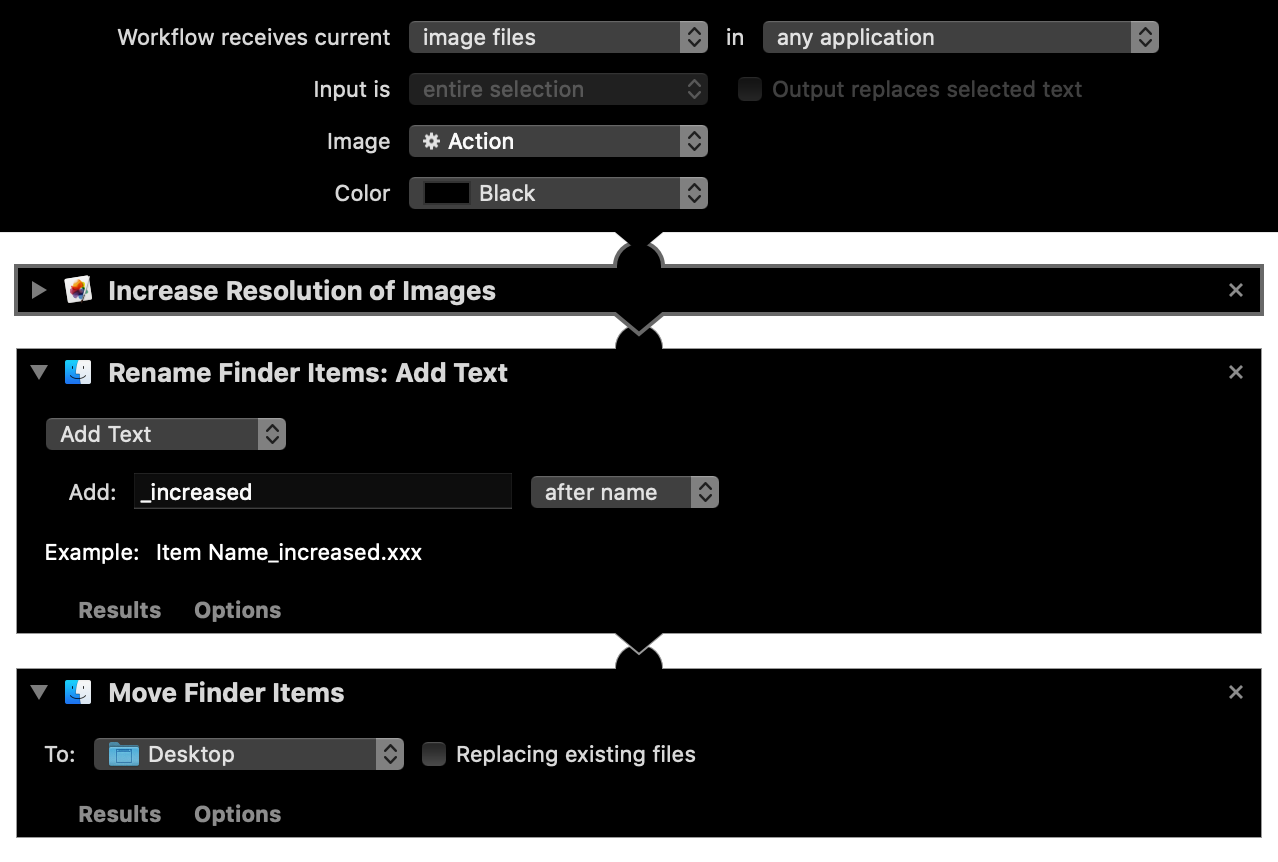 Workflow receives current image files in any application
Input is entire selection Output replaces selected text
Image Action
Color Black
Increase Resolution of Images
Rename Finder Items: Add Text
Add Text
Add: _increased after name
Example: Item Name_increased.xxx
Results Options
Move Finder Items
To: Desktop Replacing existing files
Results Options